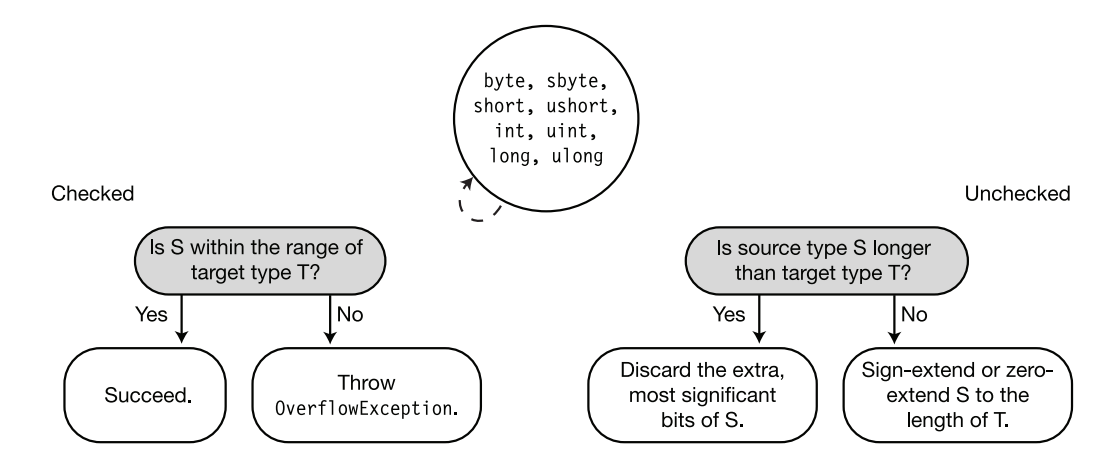 byte, sbyte,
short, ushort,
int, uint,
long, ulong
Checked
Unchecked
Is S within the range of
target type T?
Yes
No
Succeed.
Throw
OverflowException.
Is source type S longer
than target type T?
Yes
No
Discard the extra,
most significant
bits of S.
Sign-extend or zero-
extend S to the
length of T.